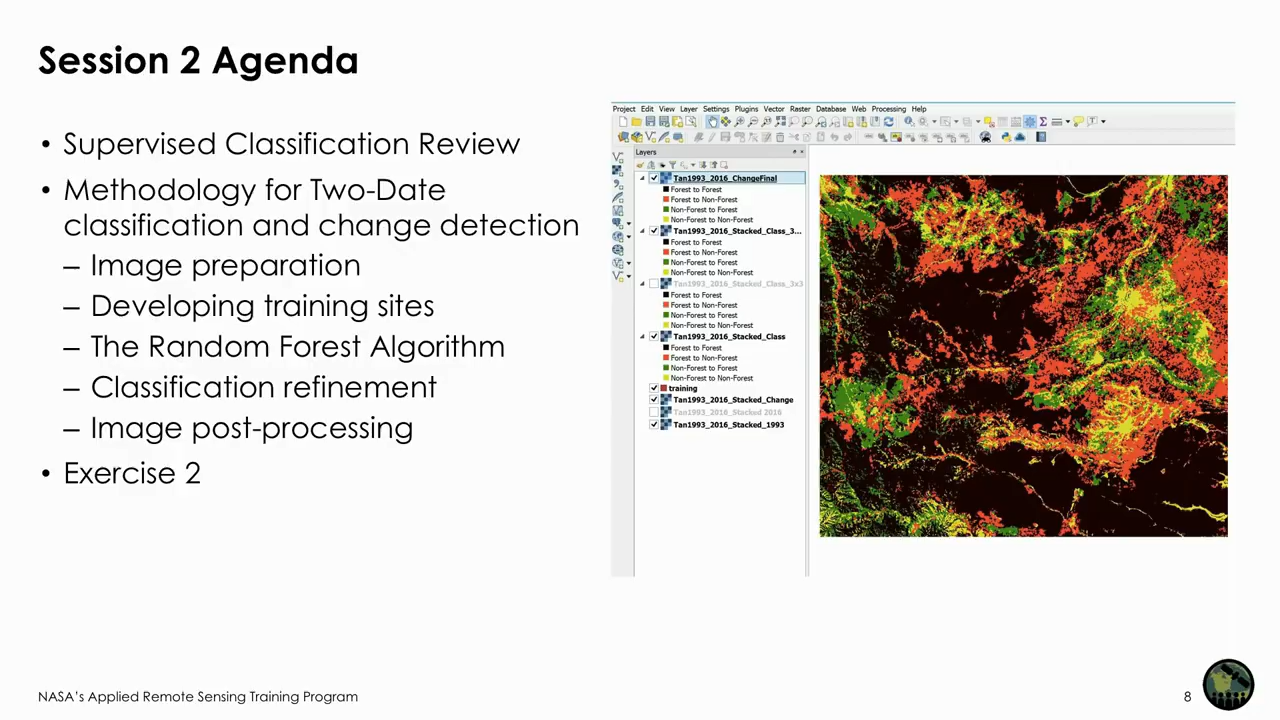 Session 2 Agenda
• Supervised Classification Review
• Methodology for Two-Date
classification and change detection
– Image preparation
– Developing training sites
– The Random Forest Algorithm
– Classification refinement
– Image post-processing
• Exercise 2
Project Edit View Layer Settings Plugins Vector Raster Database Web Processing Help
Layers
Tan1993_2016_ChangeFinal
Forest to Forest
Forest to Non-Forest
Non-Forest to Forest
Non-Forest to Non-Forest
Tan1993_2016_Stacked_Class_3...
Forest to Forest
Forest to Non-Forest
Non-Forest to Forest
Non-Forest to Non-Forest
Tan1993_2016_Stacked_Class_3x3
Forest to Forest
Forest to Non-Forest
Non-Forest to Forest
Non-Forest to Non-Forest
Tan1993_2016_Stacked_Class
Forest to Forest
Forest to Non-Forest
Non-Forest to Forest
Non-Forest to Non-Forest
training
Tan1993_2016_Stacked_Change
Tan1993_2016_Stacked 2016
Tan1993_2016_Stacked_1993
NASA's Applied Remote Sensing Training Program
8